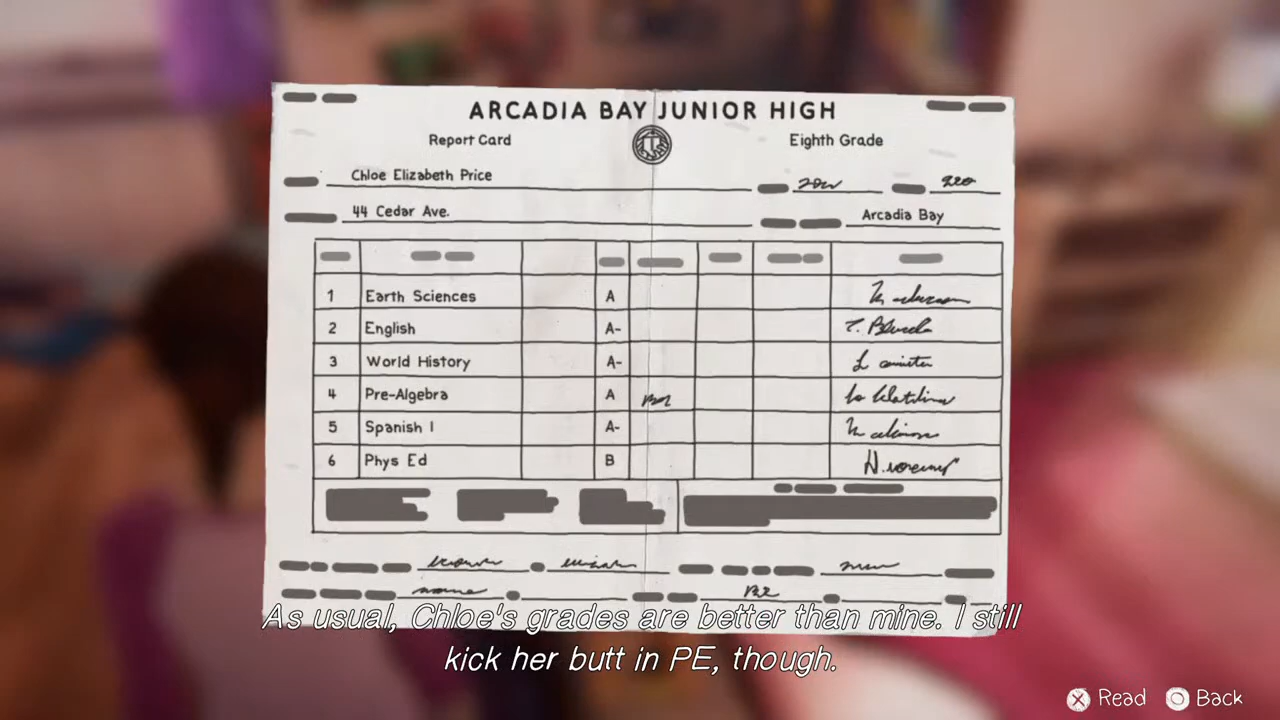 ARCADIA BAY JUNIOR HIGH
Report Card
Eighth Grade
Chloe Elizabeth Price
44 Cedar Ave.
Arcadia Bay
1 Earth Sciences A
2 English A-
3 World History A-
4 Pre-Algebra A
5 Spanish I A-
6 Phys Ed B
As usual, Chloe's grades are better than mine. I still
kick her butt in PE, though.
Read Back